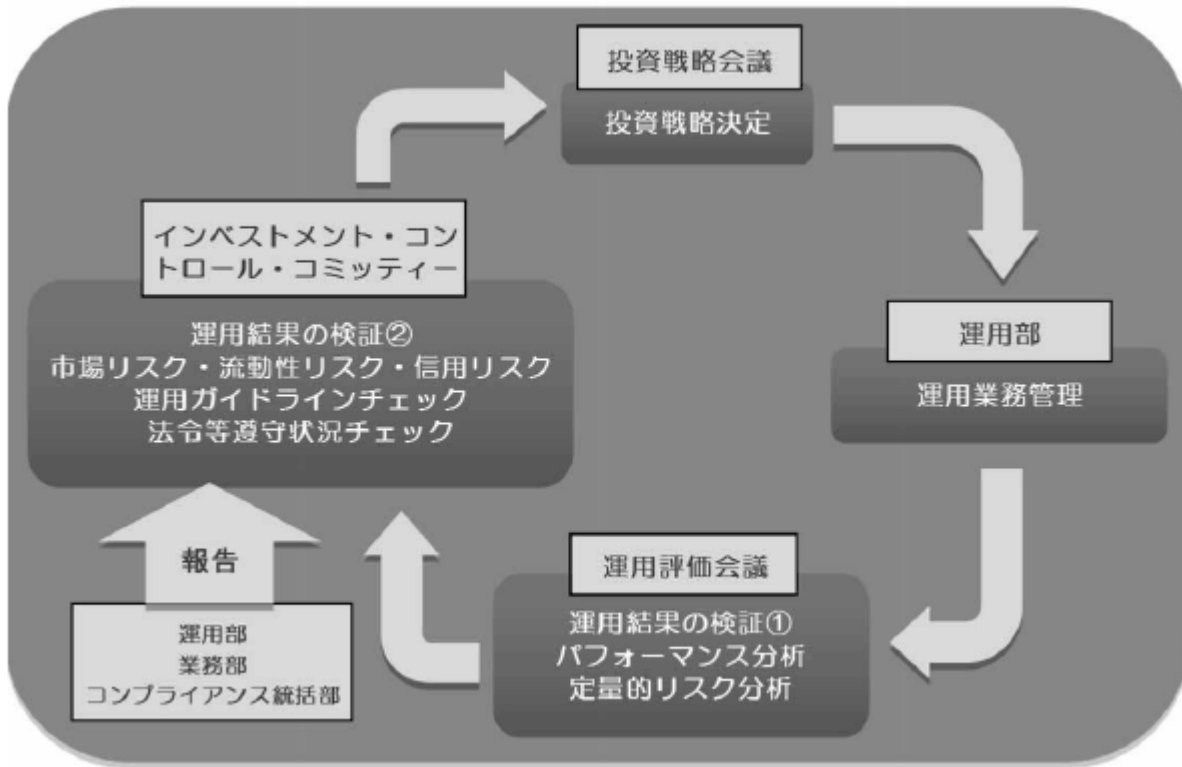 投資戦略会議
投資戦略決定
運用部
運用業務管理
運用評価会議
運用結果の検証①
パフォーマンス分析
定量的リスク分析
インベストメント・コン
トロール・コミッティー
運用結果の検証②
市場リスク・流動性リスク・信用リスク
運用ガイドラインチェック
法令等遵守状況チェック
報告
運用部
業務部
コンプライアンス統括部